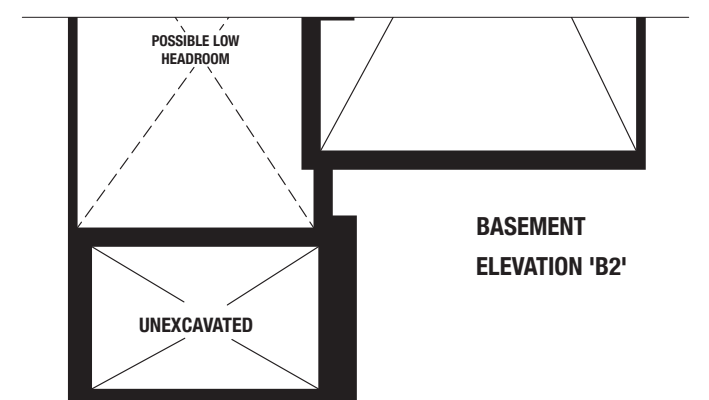 POSSIBLE LOW
HEADROOM
BASEMENT
ELEVATION 'B2'
UNEXCAVATED